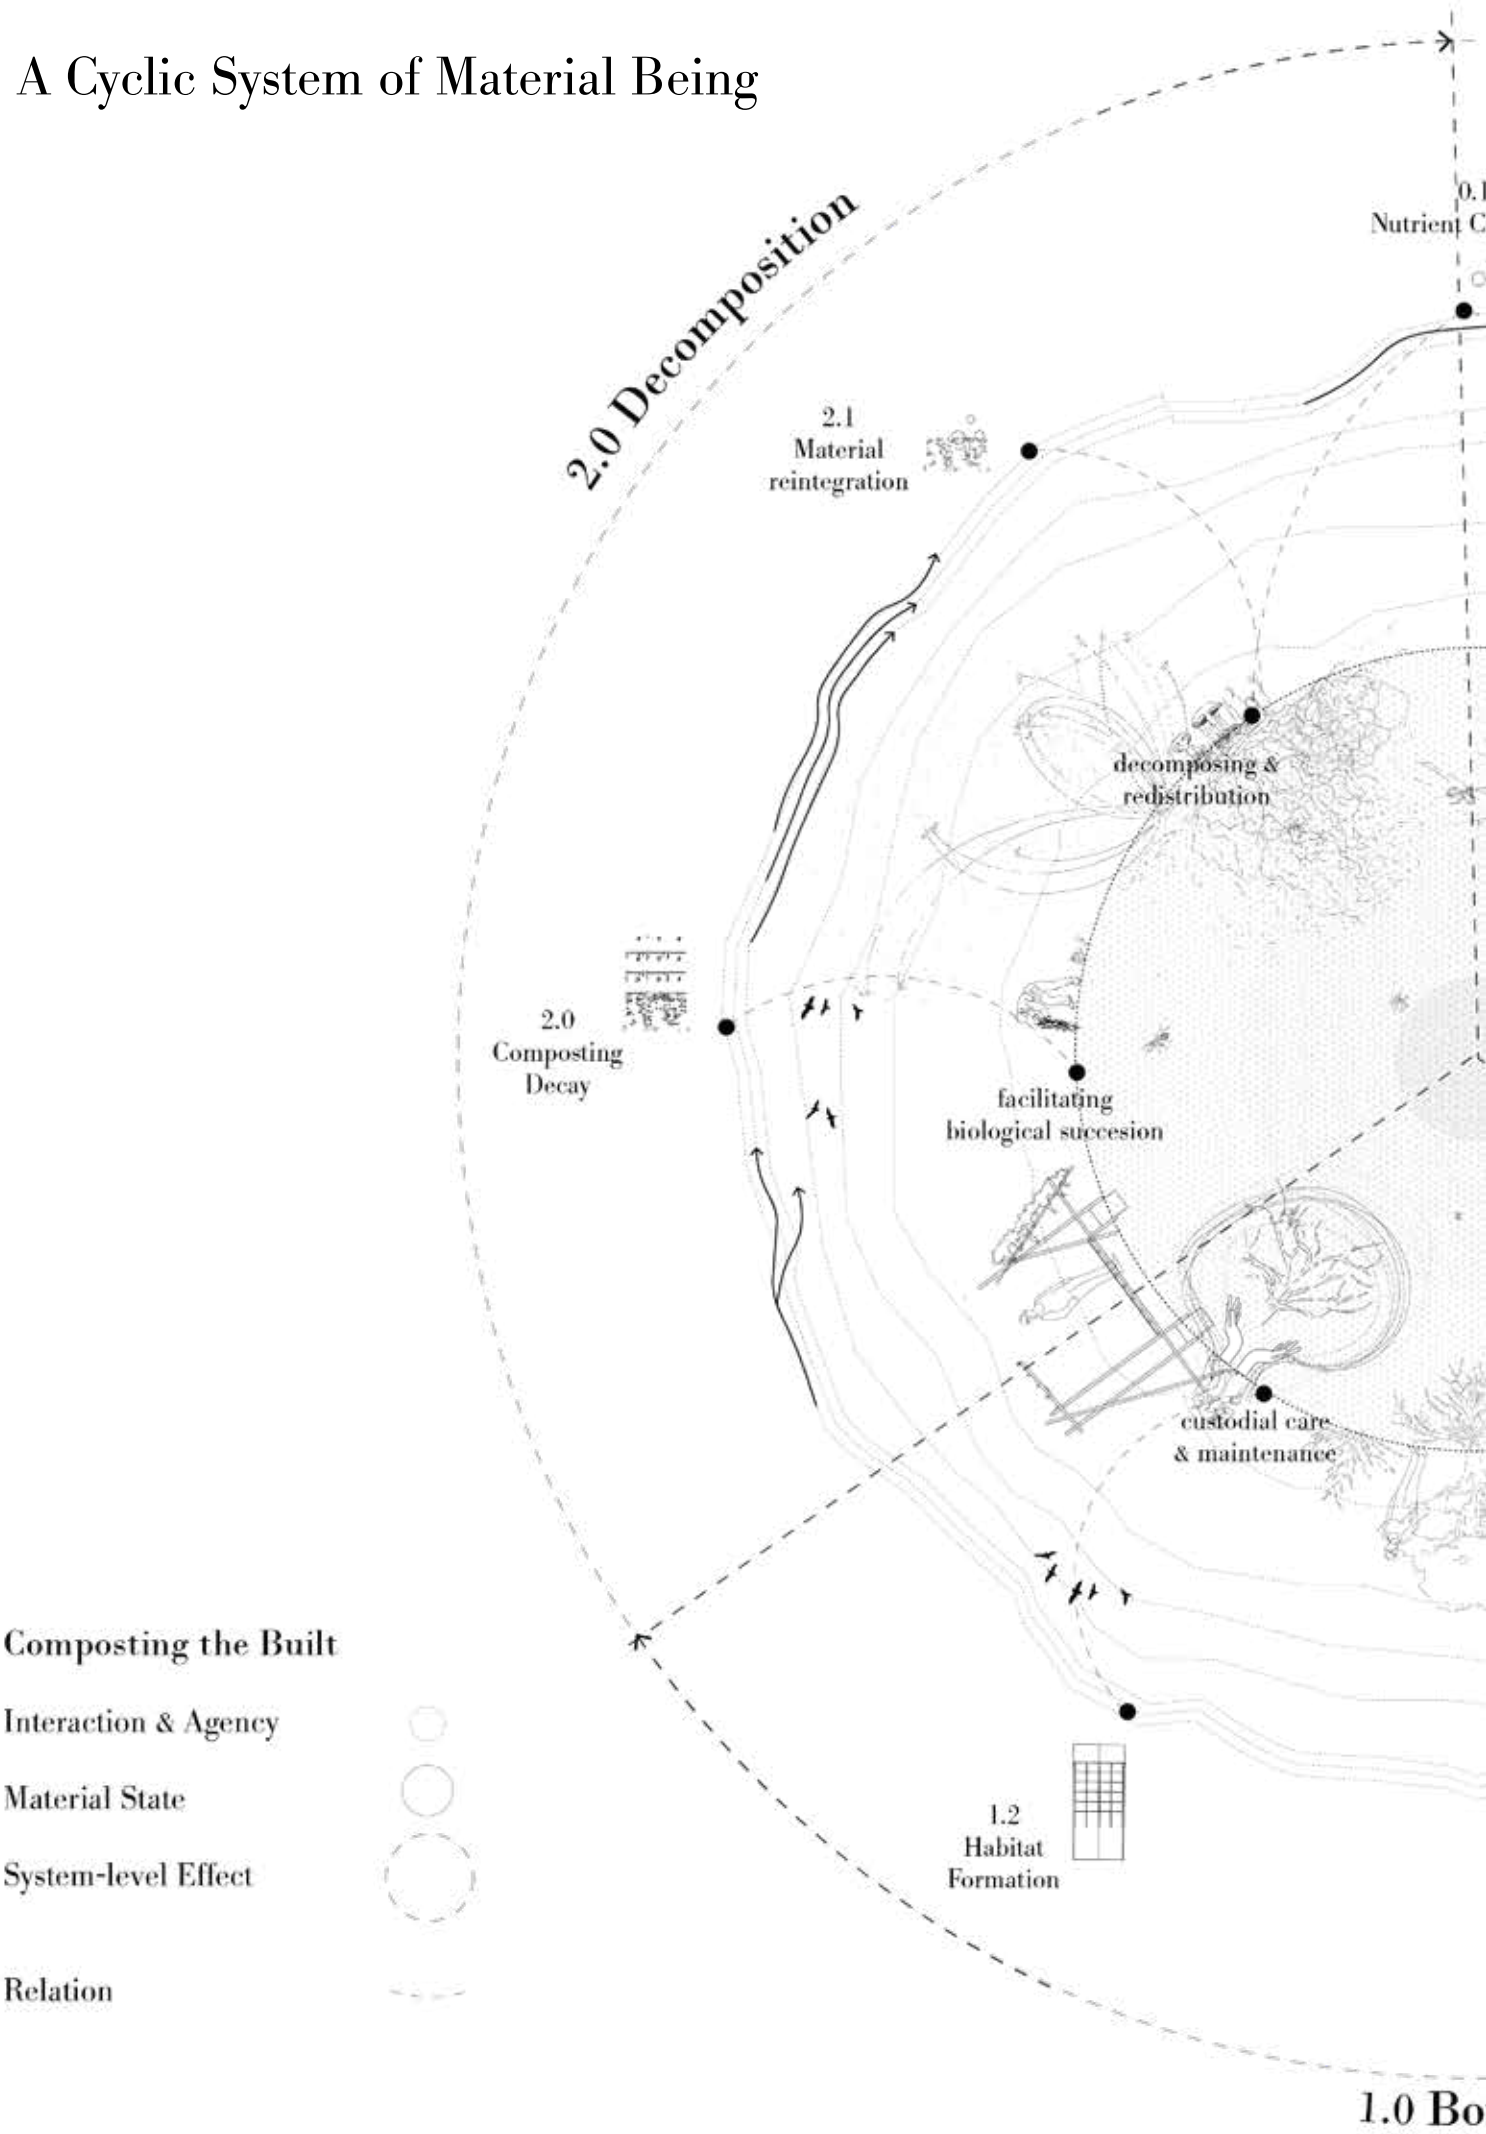 A Cyclic System of Material Being
0.1
Nutrient C
2.0 Decomposition
2.1
Material
reintegration
decomposing &
redistribution
2.0
Composting
Decay
facilitating
biological succesion
custodial care
& maintenance
Composting the Built
Interaction & Agency
Material State
System-level Effect
Relation
1.2
Habitat
Formation
1.0 Bo